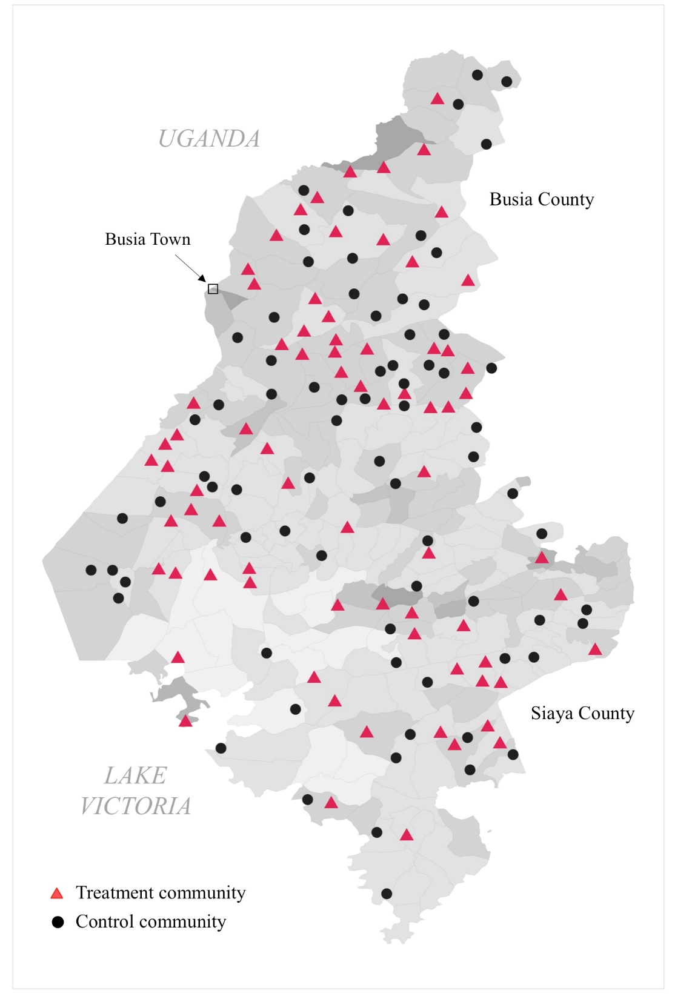 UGANDA
Busia County
Busia Town
Siaya County
LAKE
VICTORIA
Treatment community
Control community